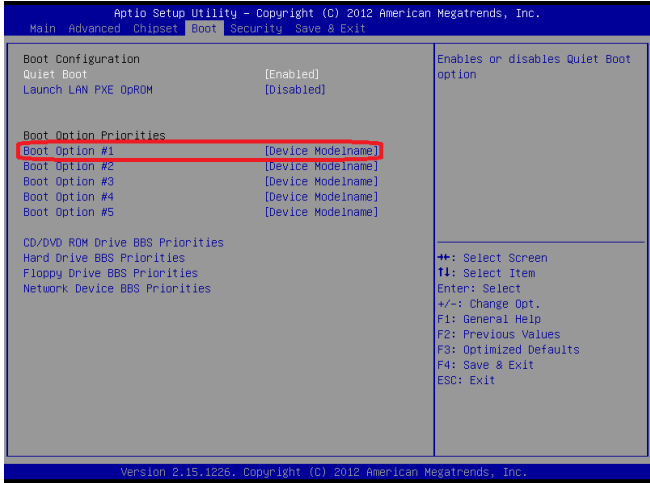 Aptio Setup Utility – Copyright (C) 2012 American Megatrends, Inc.
Main Advanced Chipset Boot Security Save & Exit
Boot Configuration
Quiet Boot [Enabled]
Launch LAN PXE OpROM [Disabled]
Boot Option Priorities
Boot Option #1 [Device Modelname]
Boot Option #2 [Device Modelname]
Boot Option #3 [Device Modelname]
Boot Option #4 [Device Modelname]
Boot Option #5 [Device Modelname]
CD/DVD ROM Drive BBS Priorities
Hard Drive BBS Priorities
Floppy Drive BBS Priorities
Network Device BBS Priorities
Enables or disables Quiet Boot
option
→←: Select Screen
↑↓: Select Item
Enter: Select
+/-: Change Opt.
F1: General Help
F2: Previous Values
F3: Optimized Defaults
F4: Save & Exit
ESC: Exit
Version 2.15.1226. Copyright (C) 2012 American Megatrends, Inc.